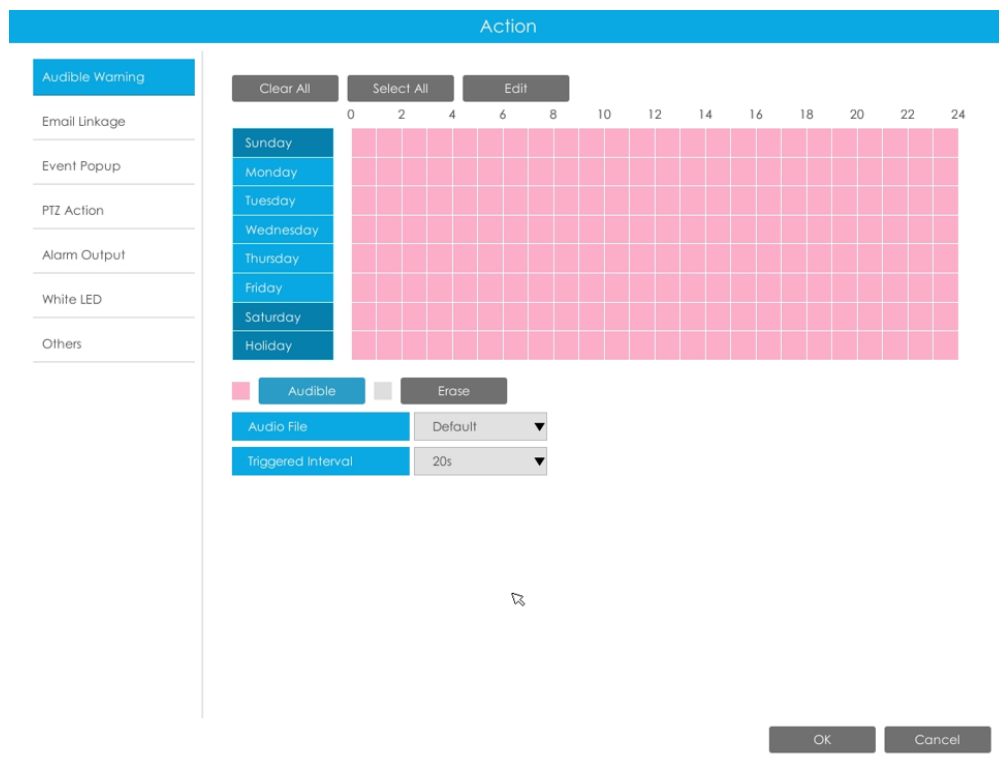 Action
Audible Warning
Email Linkage
Event Popup
PTZ Action
Alarm Output
White LED
Others
Clear All Select All Edit
0 2 4 6 8 10 12 14 16 18 20 22 24
Sunday
Monday
Tuesday
Wednesday
Thursday
Friday
Saturday
Holiday
Audible Erase
Audio File Default
Triggered Interval 20s
OK Cancel